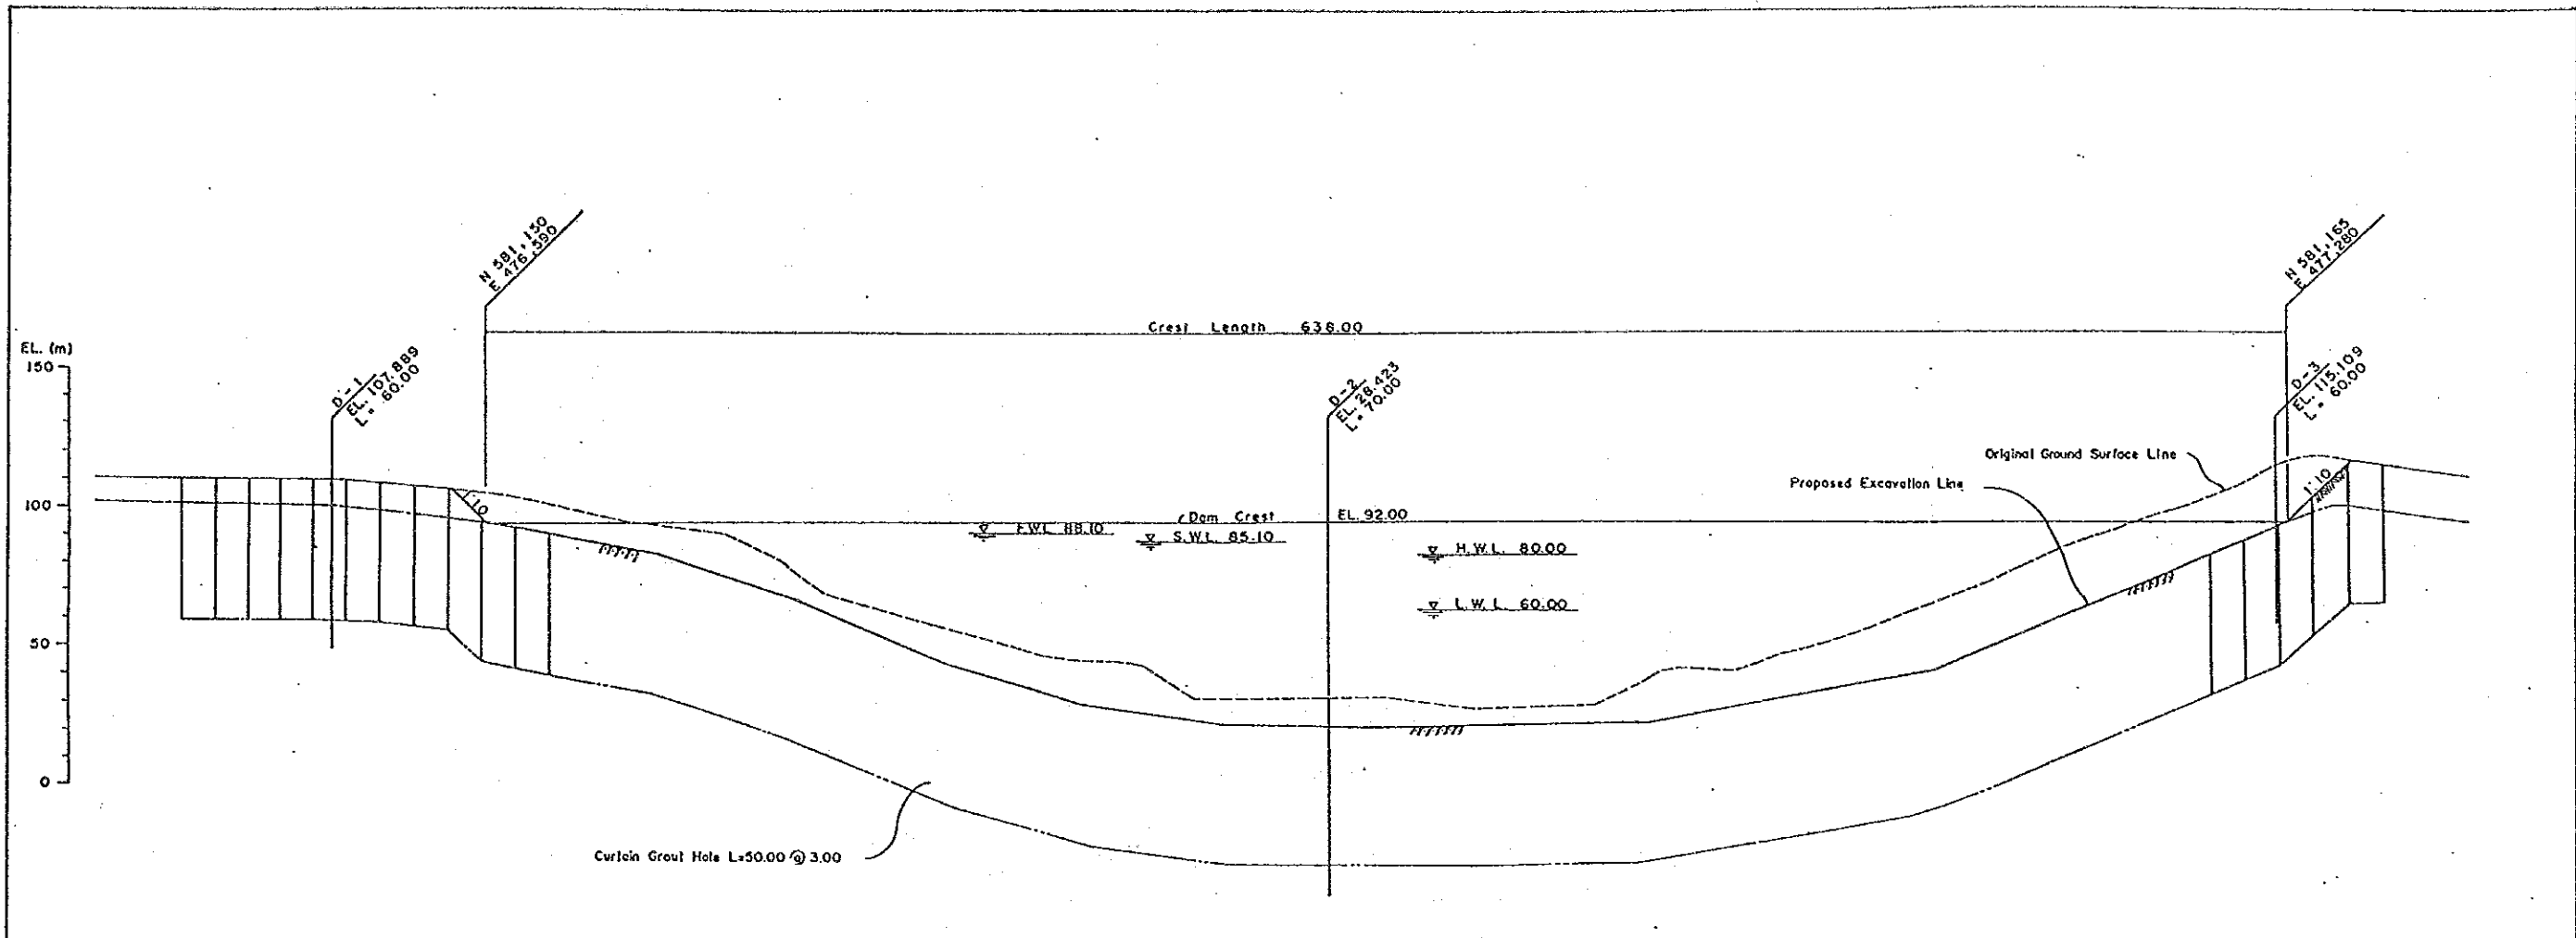 N 581,150
E 476,590
N 581,165
E 477,280
Crest Length 638.00
EL. (m)
150
100
50
0
D-1
EL. 107.889
L = 60.00
D-2
EL. 28.423
L = 70.00
D-3
EL. 115.109
L = 60.00
Original Ground Surface Line
Proposed Excavation Line
1:10
Dam Crest
EL. 92.00
F.W.L. 88.10
S.W.L. 85.10
H.W.L. 80.00
L.W.L. 60.00
Curtain Grout Hole L=50.00 @ 3.00